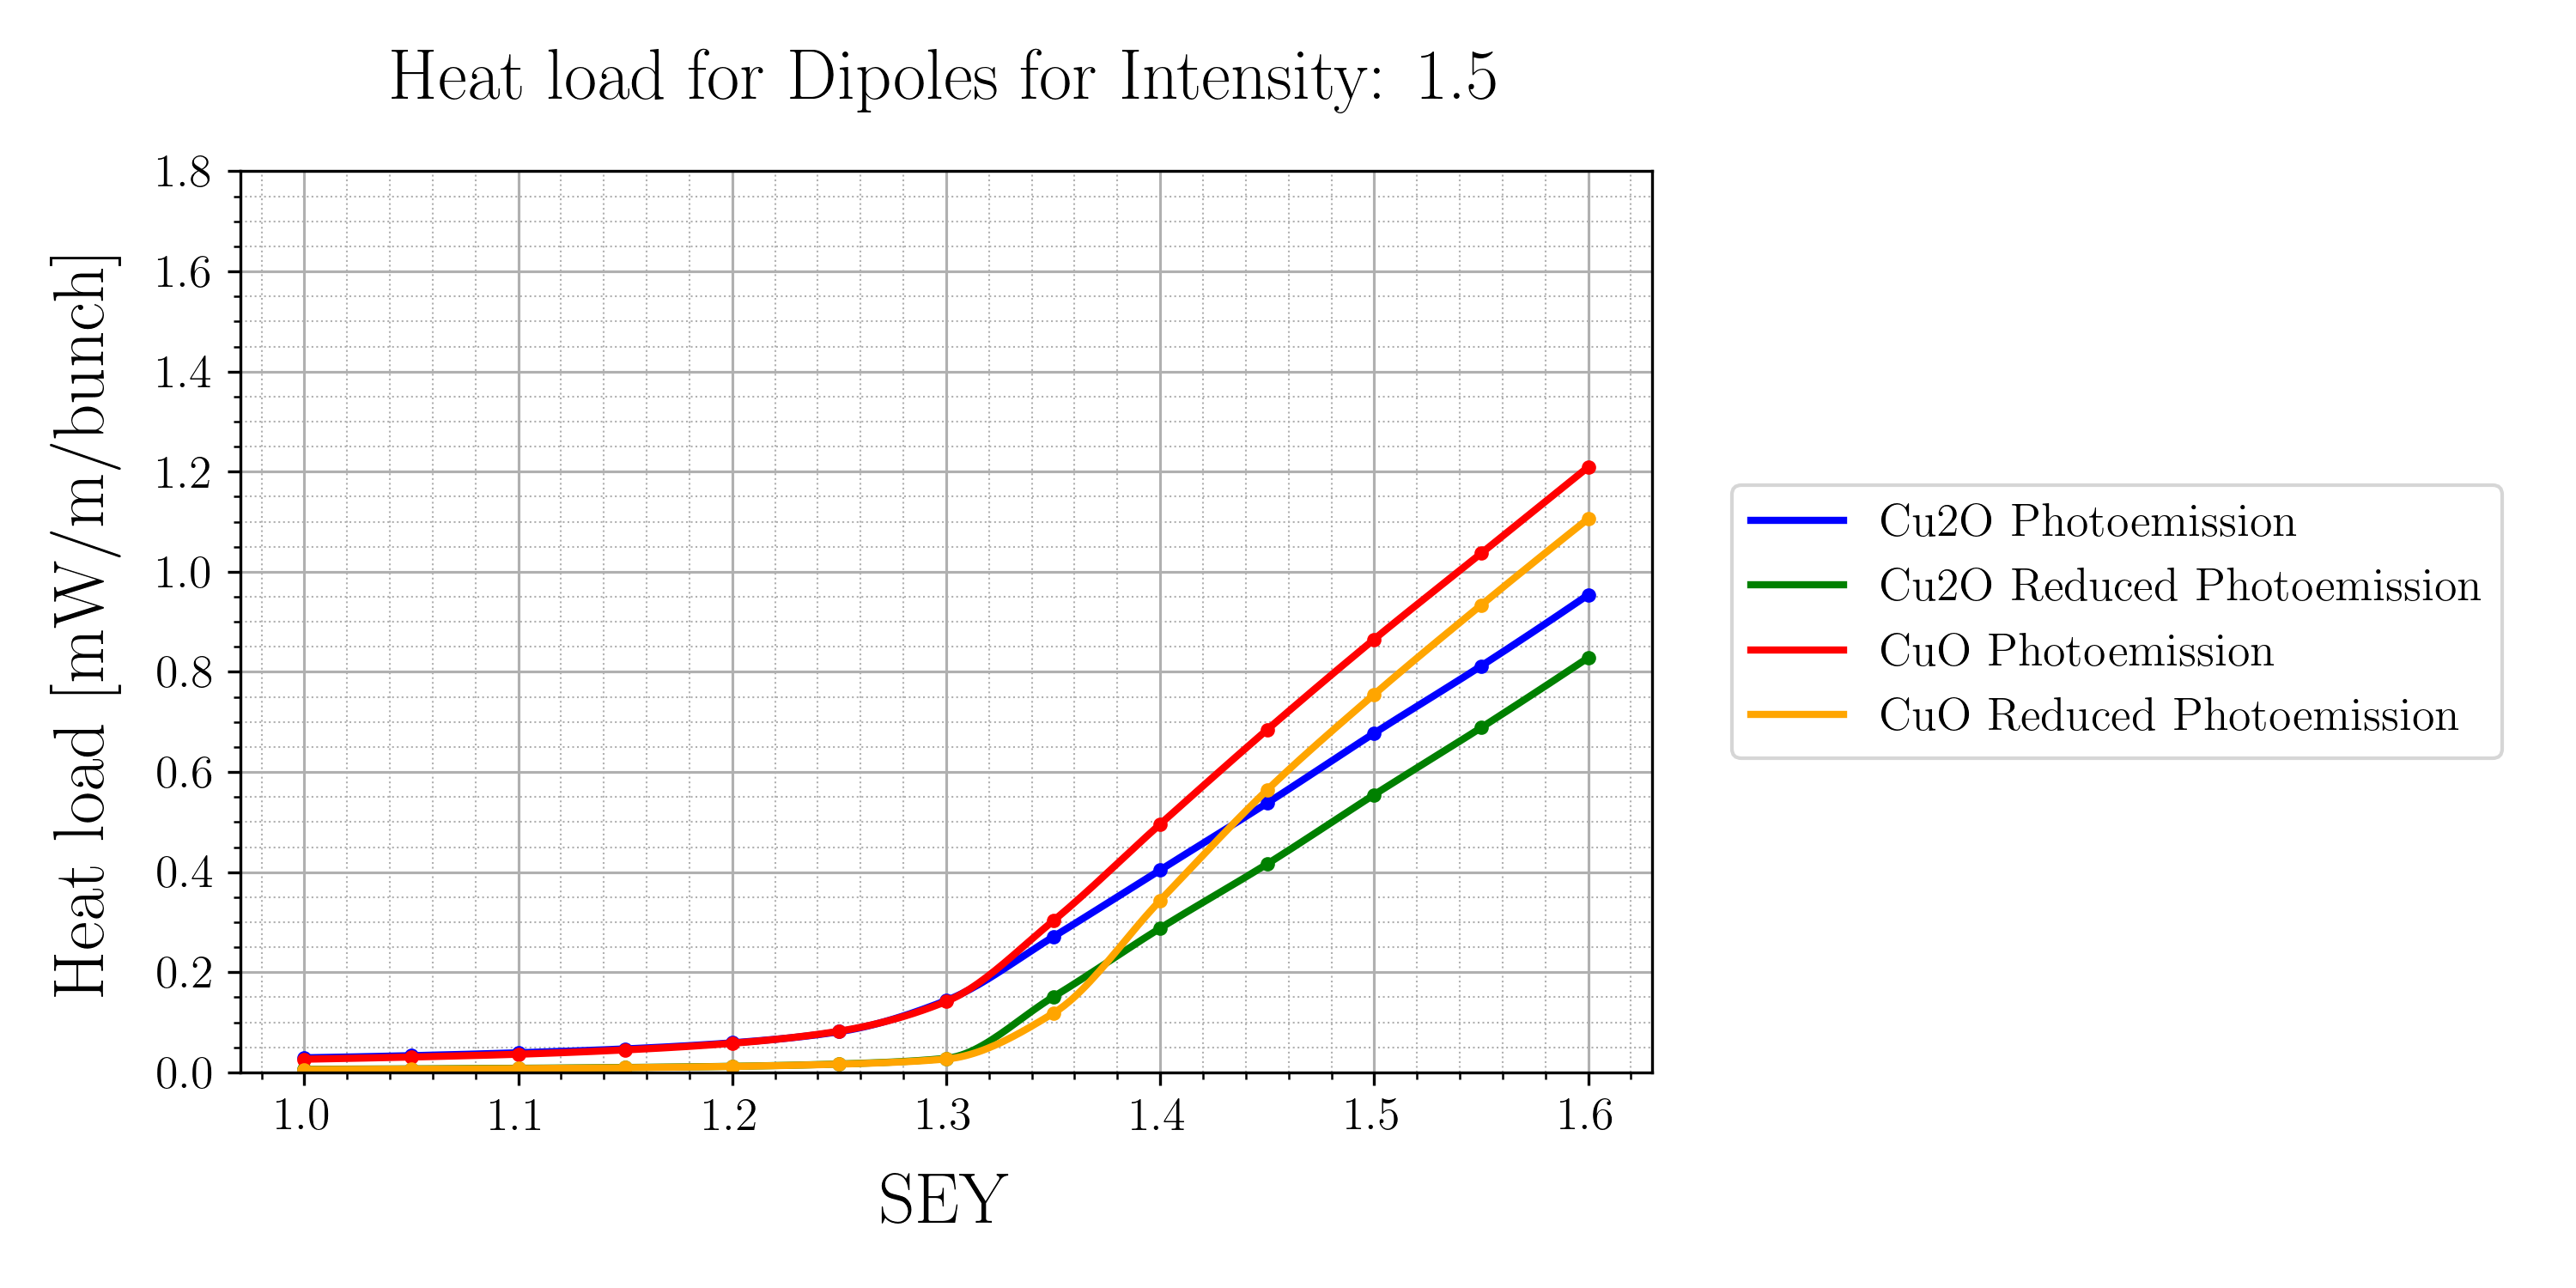 Heat load for Dipoles for Intensity: 1.5
Heat load [mW/m/bunch]
1.8
1.6
1.4
1.2
1.0
0.8
0.6
0.4
0.2
0.0
1.0 1.1 1.2 1.3 1.4 1.5 1.6
SEY
Cu2O Photoemission
Cu2O Reduced Photoemission
CuO Photoemission
CuO Reduced Photoemission